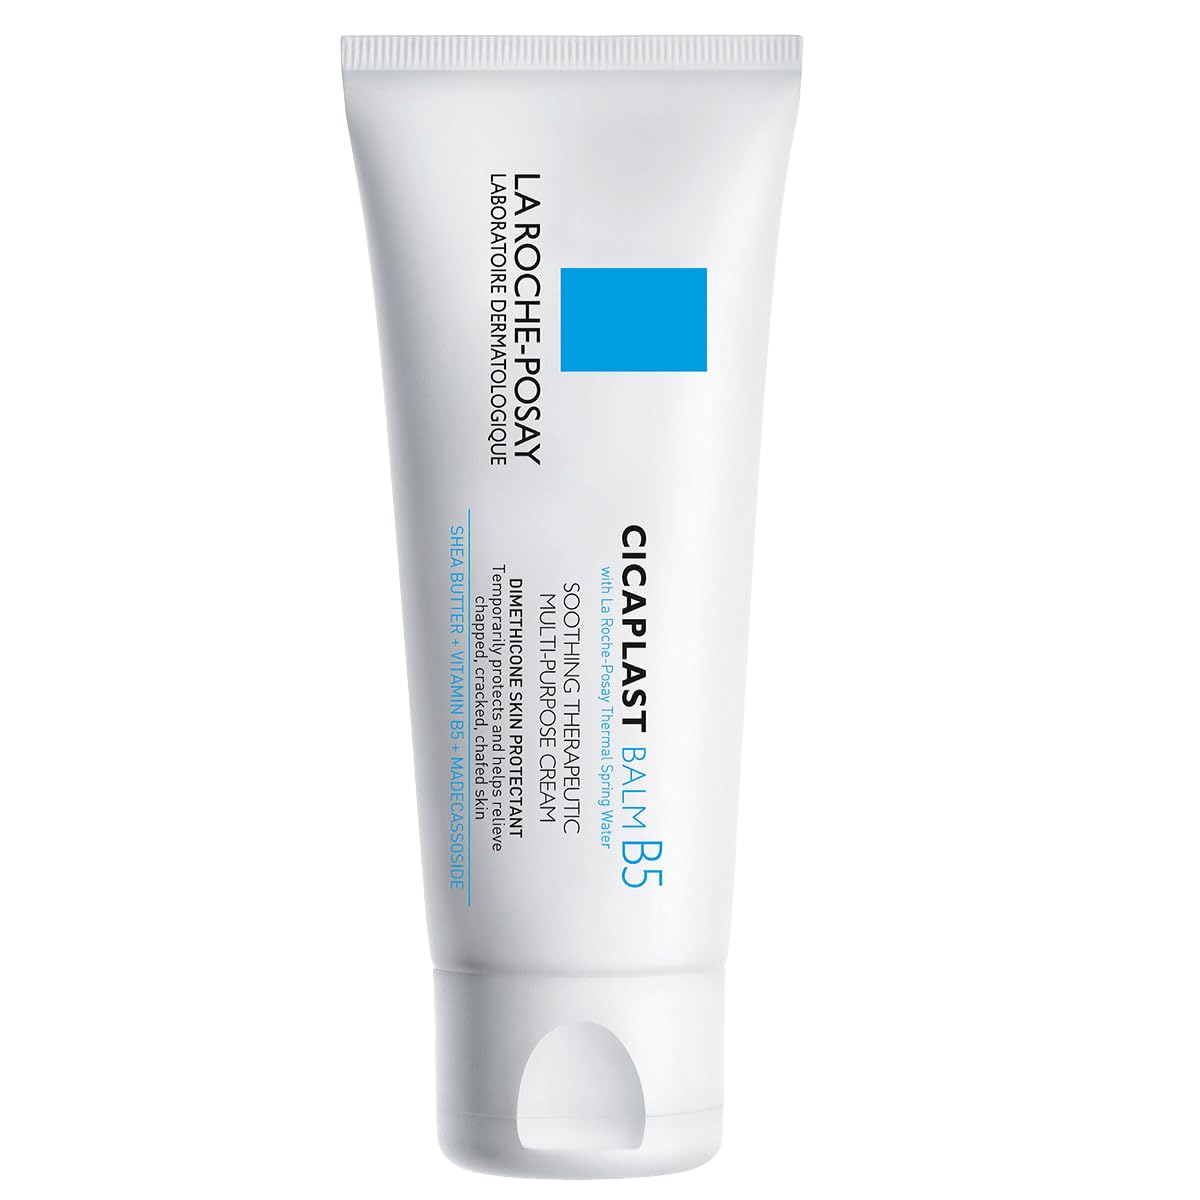 LA ROCHE-POSAY
LABORATOIRE DERMATOLOGIQUE
CICAPLAST BALM B5
with La Roche-Posay Thermal Spring Water
SOOTHING THERAPEUTIC
MULTI-PURPOSE CREAM
DIMETHICONE SKIN PROTECTANT
Temporarily protects and helps relieve
chapped, cracked, chafed skin
SHEA BUTTER + VITAMIN B5 + MADECASSOSIDE